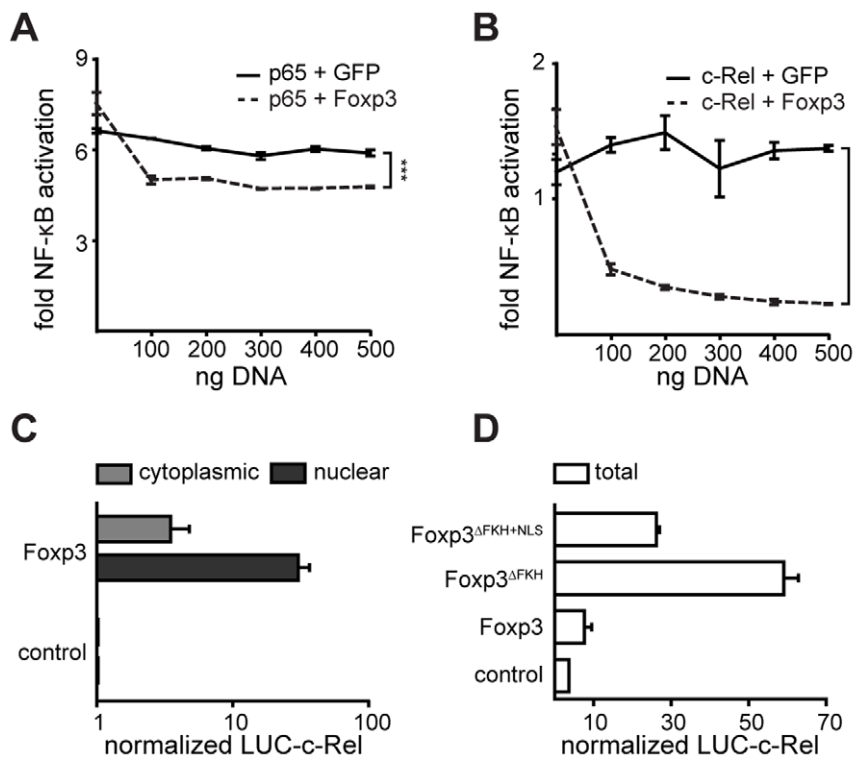 A
9
6
3
fold NF-κB activation
p65 + GFP
p65 + Foxp3
***
100 200 300 400 500
ng DNA
B
2
1
fold NF-κB activation
c-Rel + GFP
c-Rel + Foxp3
100 200 300 400 500
ng DNA
C
cytoplasmic nuclear
Foxp3
control
1 10 100
normalized LUC-c-Rel
D
total
Foxp3ΔFKH+NLS
Foxp3ΔFKH
Foxp3
control
10 30 50 70
normalized LUC-c-Rel